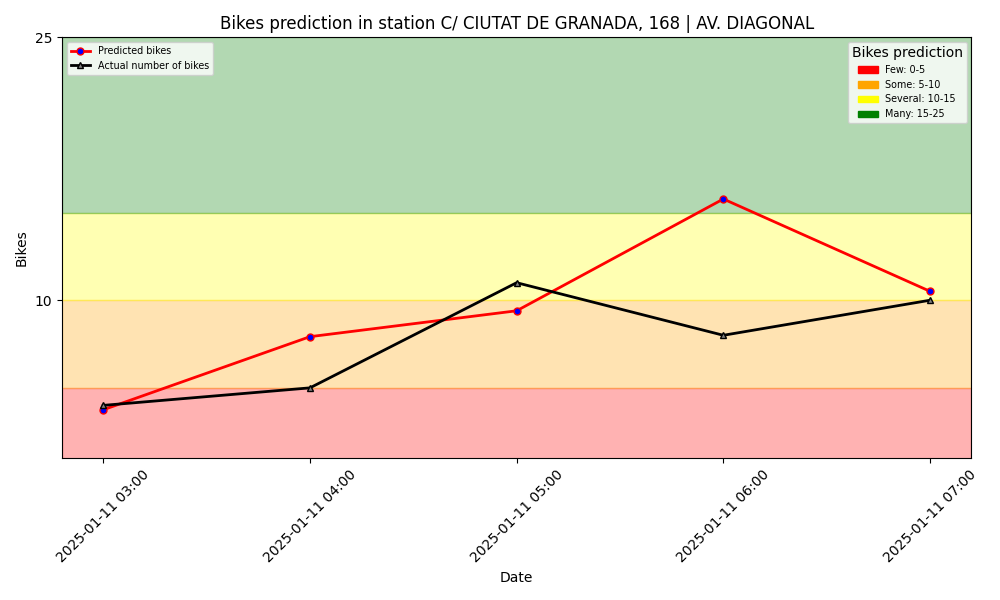 Bikes prediction in station C/ CIUTAT DE GRANADA, 168 | AV. DIAGONAL
25
Predicted bikes
Actual number of bikes
Bikes prediction
Few: 0-5
Some: 5-10
Several: 10-15
Many: 15-25
Bikes
10
2025-01-11 03:00
2025-01-11 04:00
2025-01-11 05:00
2025-01-11 06:00
2025-01-11 07:00
Date